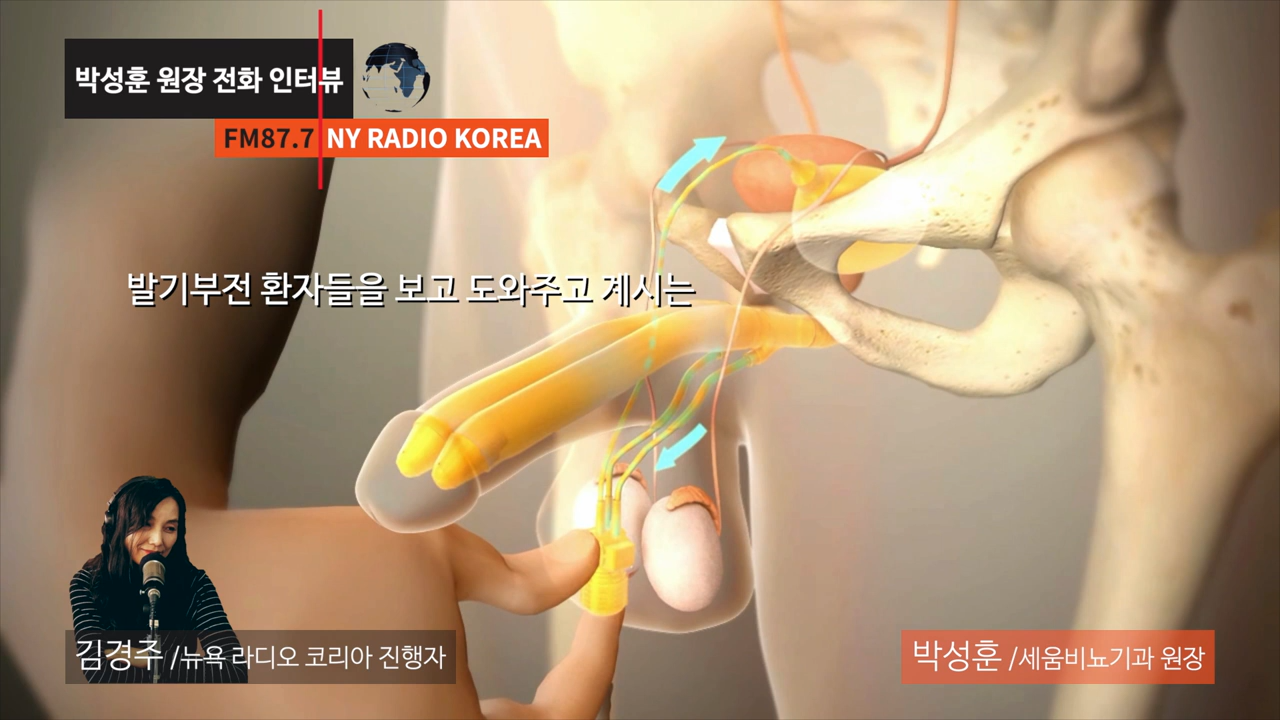 박성훈 원장 전화 인터뷰
FM87.7 NY RADIO KOREA
발기부전 환자들을 보고 도와주고 계시는
김경주 /뉴욕 라디오 코리아 진행자
박성훈 /세움비뇨기과 원장